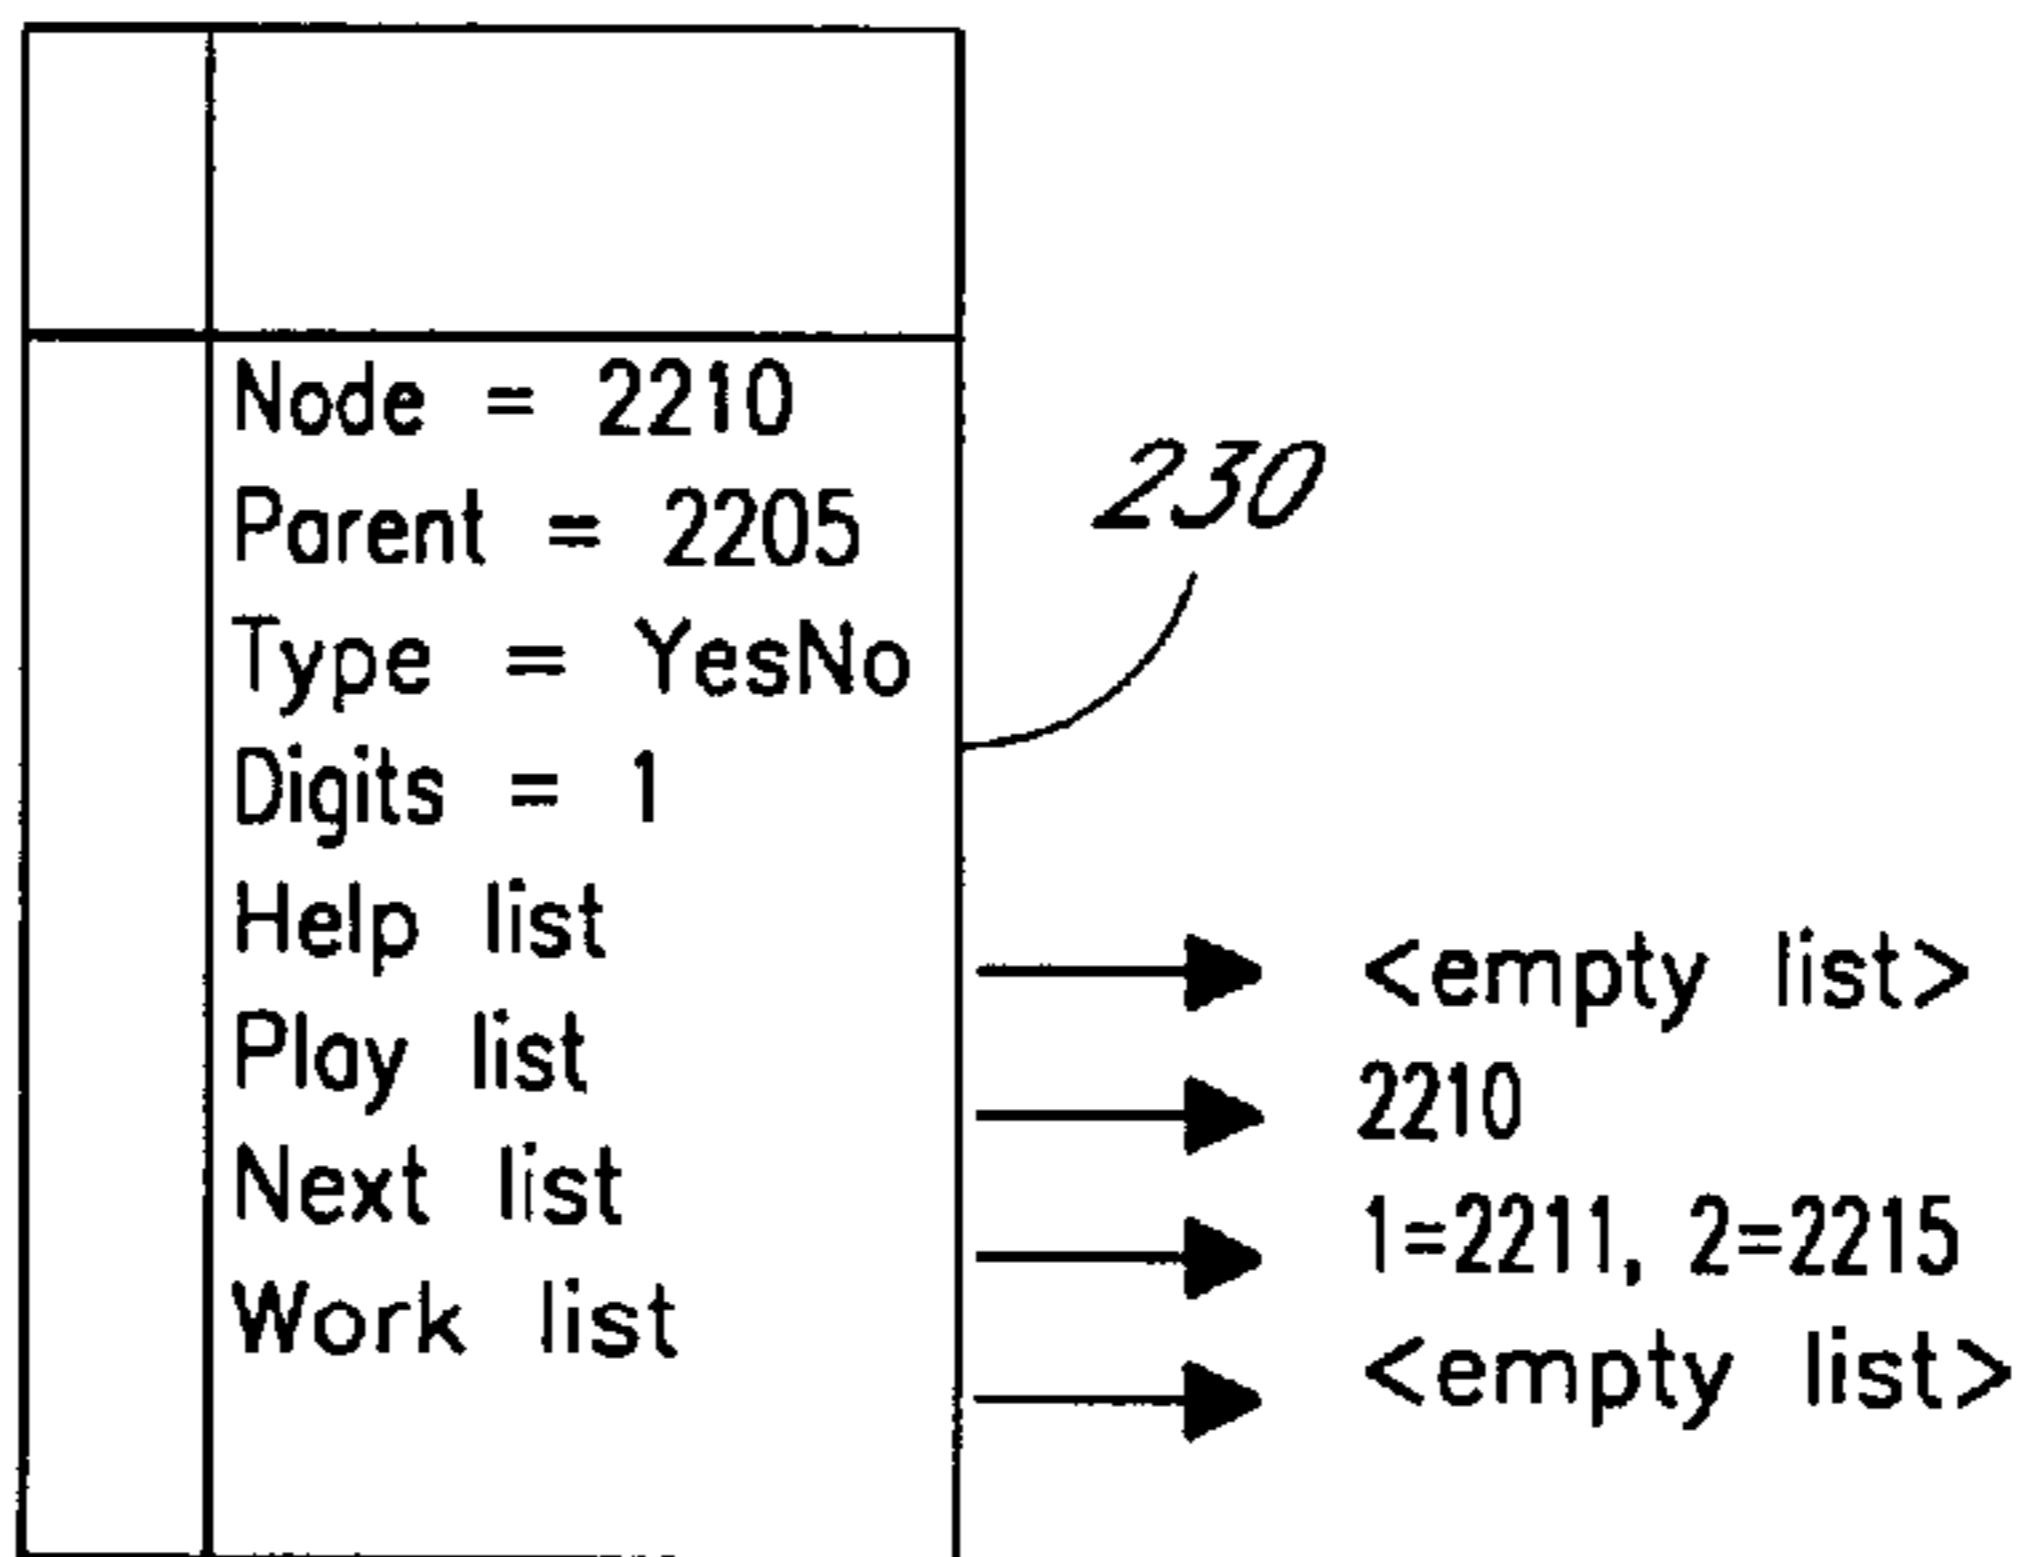 Node = 2210
Parent = 2205
230
Type = YesNo
Digits = 1
Help list
<empty list>
Play list
2210
Next list
1=2211, 2=2215
Work list
<empty list>